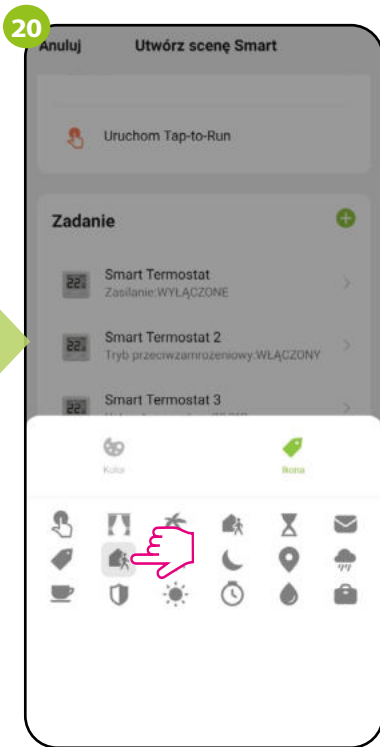 20
Anuluj Utwórz scenę Smart
Uruchom Tap-to-Run
Zadanie
Smart Termostat
Zasilanie:WYŁĄCZONE
Smart Termostat 2
Tryb przeciwzamrożeniowy:WŁĄCZONY
Smart Termostat 3
Kolor Ikona